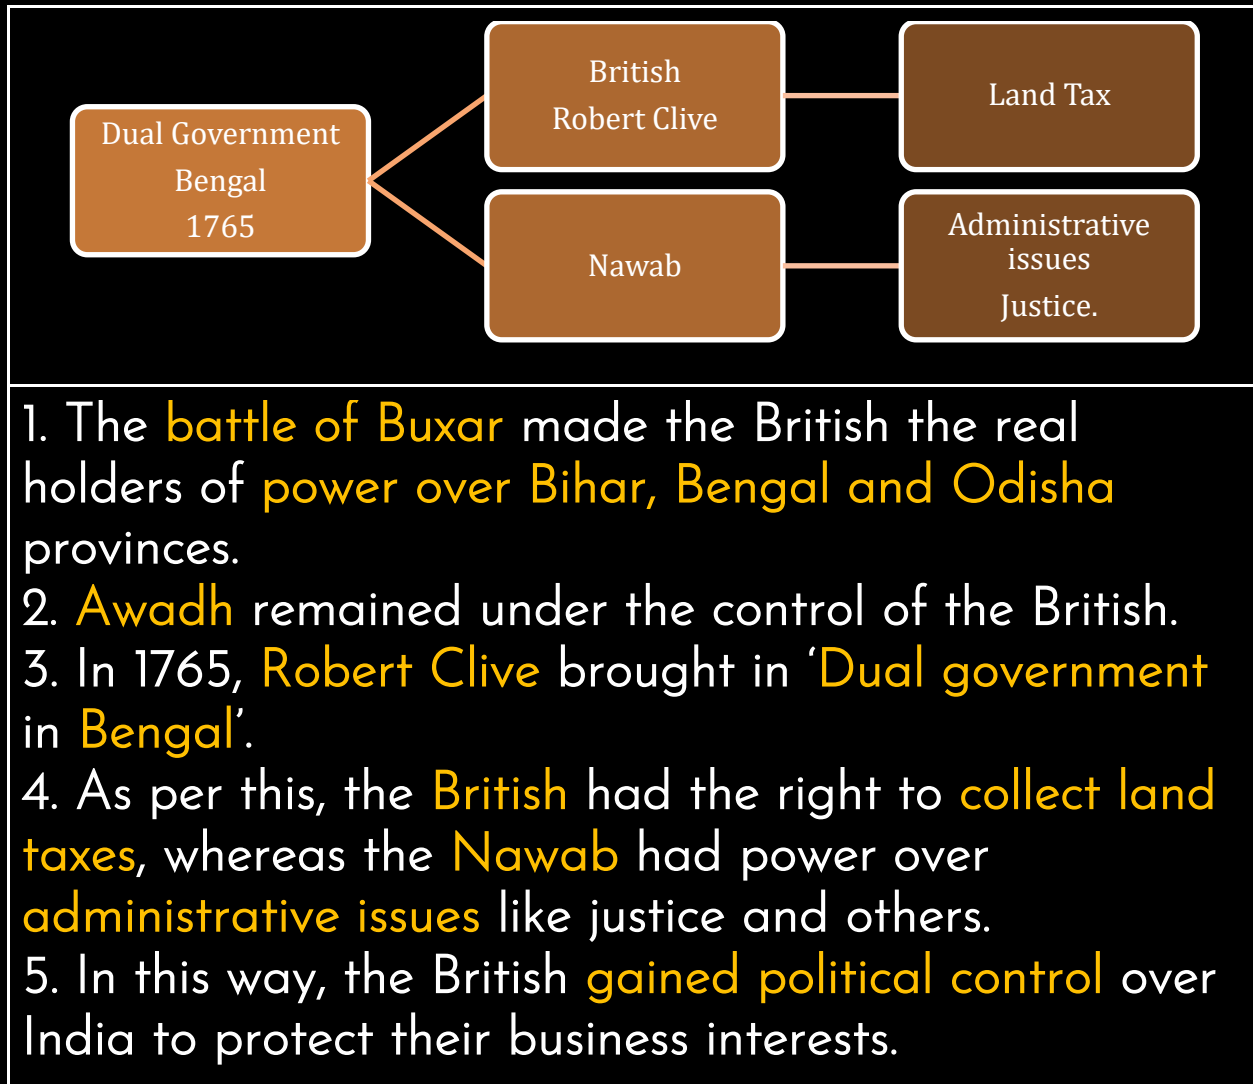 Dual Government
Bengal
1765
British
Robert Clive
Land Tax
Nawab
Administrative
issues
Justice.
1. The battle of Buxar made the British the real
holders of power over Bihar, Bengal and Odisha
provinces.
2. Awadh remained under the control of the British.
3. In 1765, Robert Clive brought in ‘Dual government
in Bengal’.
4. As per this, the British had the right to collect land
taxes, whereas the Nawab had power over
administrative issues like justice and others.
5. In this way, the British gained political control over
India to protect their business interests.